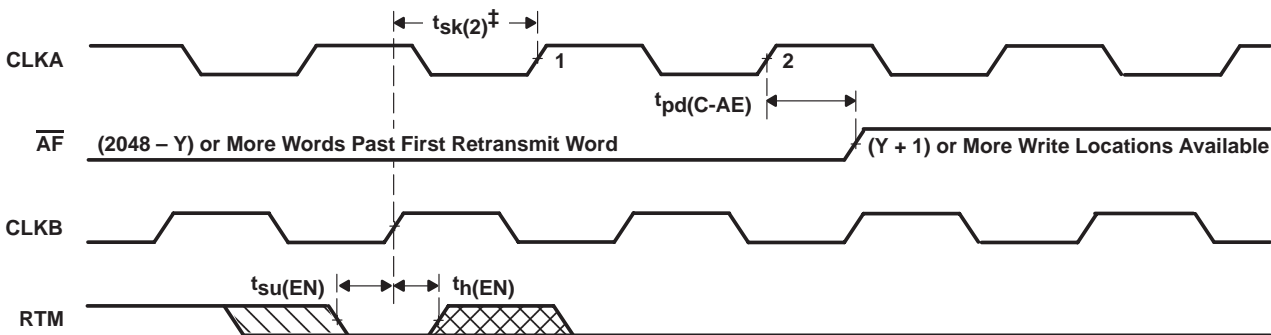 tsk(2)‡
CLKA
1
2
tpd(C-AE)
AF
(2048 – Y) or More Words Past First Retransmit Word
(Y + 1) or More Write Locations Available
CLKB
tsu(EN)
th(EN)
RTM